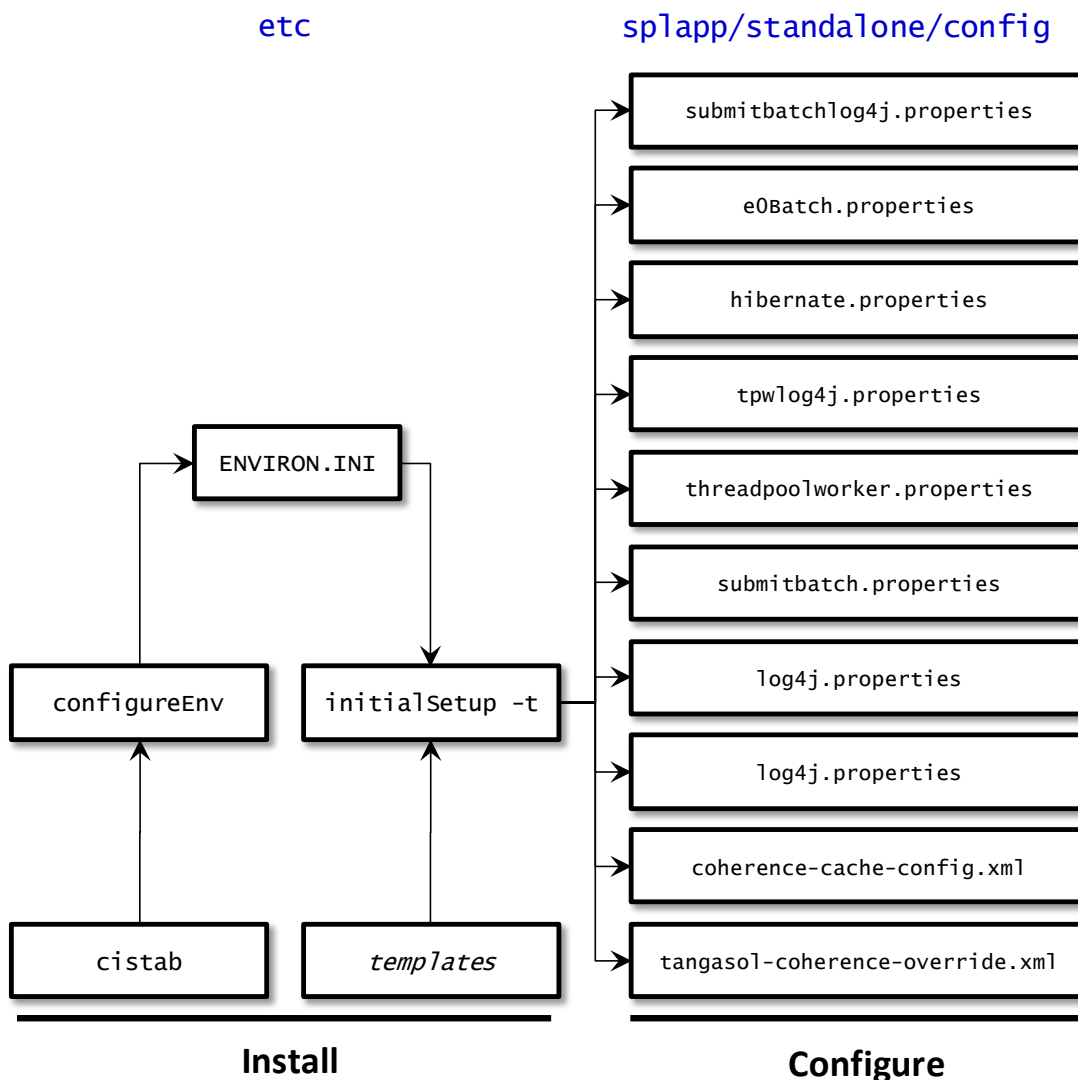 etc
splapp/standalone/config
submitbatchlog4j.properties
e0Batch.properties
hibernate.properties
tpwlog4j.properties
ENVIRON.INI
threadpoolworker.properties
submitbatch.properties
configureEnv
initialSetup -t
log4j.properties
log4j.properties
coherence-cache-config.xml
cistab
templates
tangasol-coherence-override.xml
Install
Configure